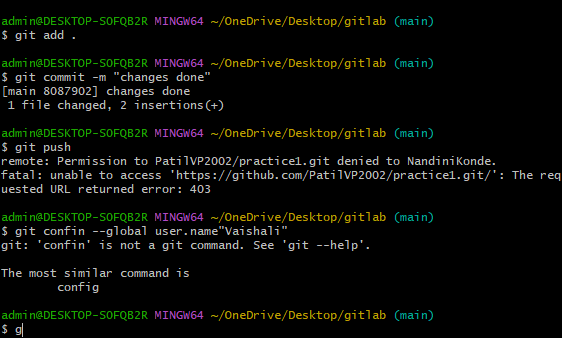 admin@DESKTOP-SOFQB2R MINGW64 ~/OneDrive/Desktop/gitlab (main)
$ git add .
admin@DESKTOP-SOFQB2R MINGW64 ~/OneDrive/Desktop/gitlab (main)
$ git commit -m "changes done"
[main 8087902] changes done
 1 file changed, 2 insertions(+)
admin@DESKTOP-SOFQB2R MINGW64 ~/OneDrive/Desktop/gitlab (main)
$ git push
remote: Permission to PatilVP2002/practice1.git denied to NandiniKonde.
fatal: unable to access 'https://github.com/PatilVP2002/practice1.git/': The req
uested URL returned error: 403
admin@DESKTOP-SOFQB2R MINGW64 ~/OneDrive/Desktop/gitlab (main)
$ git confin --global user.name"Vaishali"
git: 'confin' is not a git command. See 'git --help'.
The most similar command is
        config
admin@DESKTOP-SOFQB2R MINGW64 ~/OneDrive/Desktop/gitlab (main)
$ g